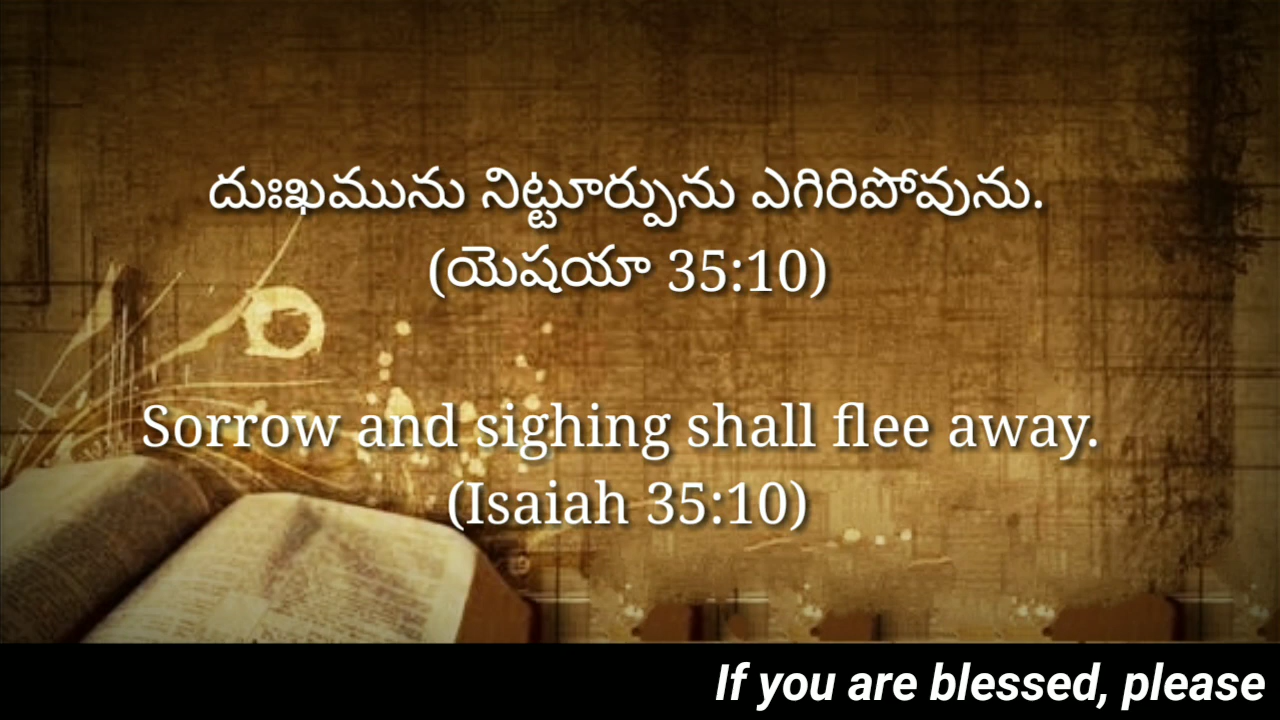 దుఃఖమును నిట్టూర్పును ఎగిరిపోవును.
(యెషయా 35:10)
Sorrow and sighing shall flee away.
(Isaiah 35:10)
If you are blessed, please